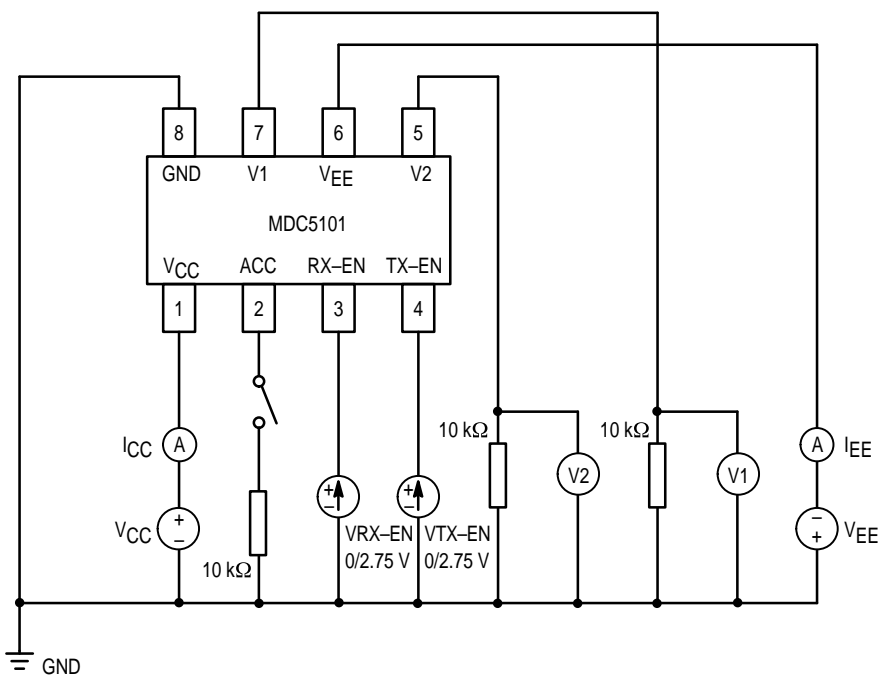 8 7 6 5
GND V1 VEE V2
MDC5101
VCC ACC RX–EN TX–EN
1 2 3 4
10 kΩ 10 kΩ
ICC A V2 V1 A IEE
+ – + –
VCC + – VRX–EN VTX–EN – + VEE
0/2.75 V 0/2.75 V
10 kΩ
GND